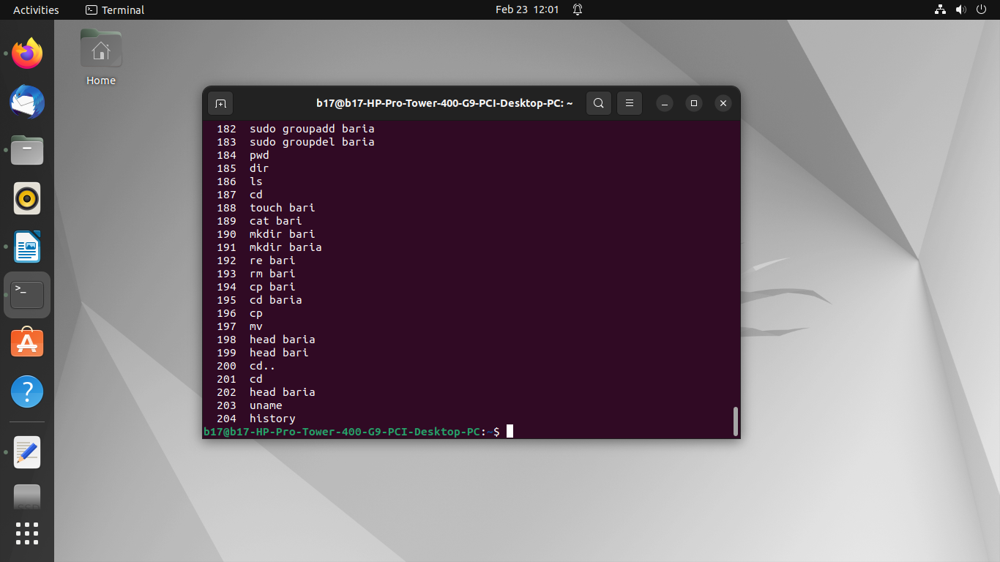 Activities
Terminal
Feb 23 12:01
Home
b17@b17-HP-Pro-Tower-400-G9-PCI-Desktop-PC: ~
182 sudo groupadd baria
183 sudo groupdel baria
184 pwd
185 dir
186 ls
187 cd
188 touch bari
189 cat bari
190 mkdir bari
191 mkdir baria
192 re bari
193 rm bari
194 cp bari
195 cd baria
196 cp
197 mv
198 head baria
199 head bari
200 cd..
201 cd
202 head baria
203 uname
204 history
b17@b17-HP-Pro-Tower-400-G9-PCI-Desktop-PC:~$